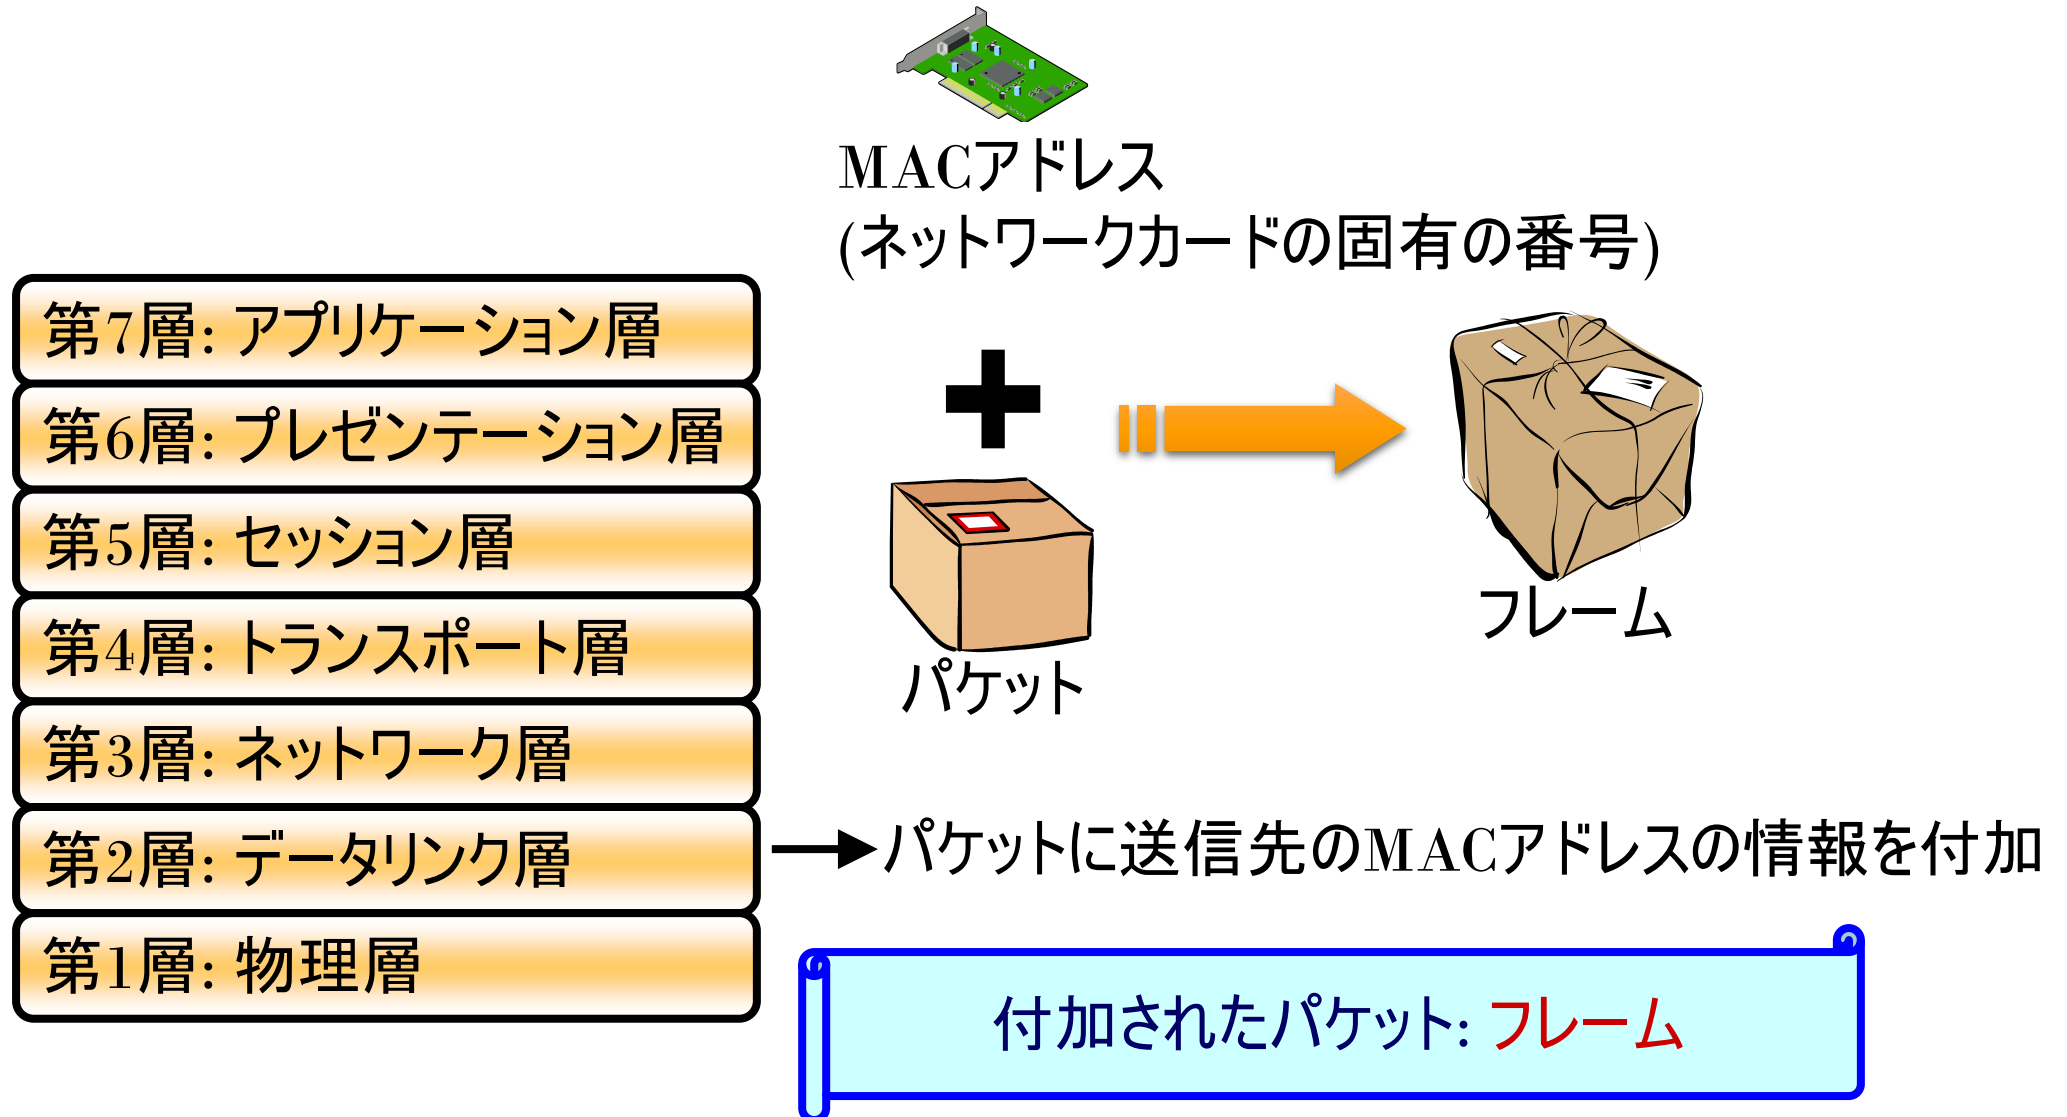 MACアドレス
(ネットワークカードの固有の番号)
第7層: アプリケーション層
第6層: プレゼンテーション層
第5層: セッション層
第4層: トランスポート層
第3層: ネットワーク層
第2層: データリンク層
第1層: 物理層
パケット
フレーム
パケットに送信先のMACアドレスの情報を付加
付加されたパケット: フレーム